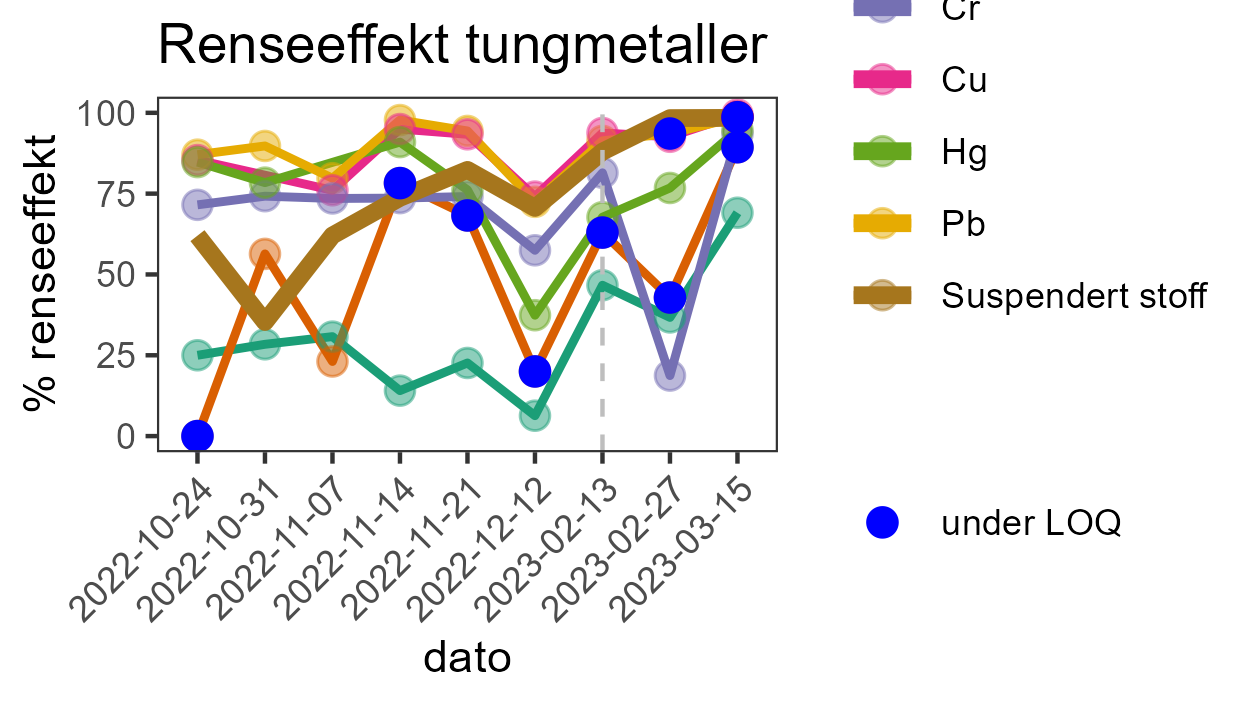 Renseeffekt tungmetaller
% renseeffekt
100
75
50
25
0
2022-10-24
2022-10-31
2022-11-07
2022-11-14
2022-11-21
2022-12-12
2023-02-13
2023-02-27
2023-03-15
dato
Cr
Cu
Hg
Pb
Suspendert stoff
under LOQ